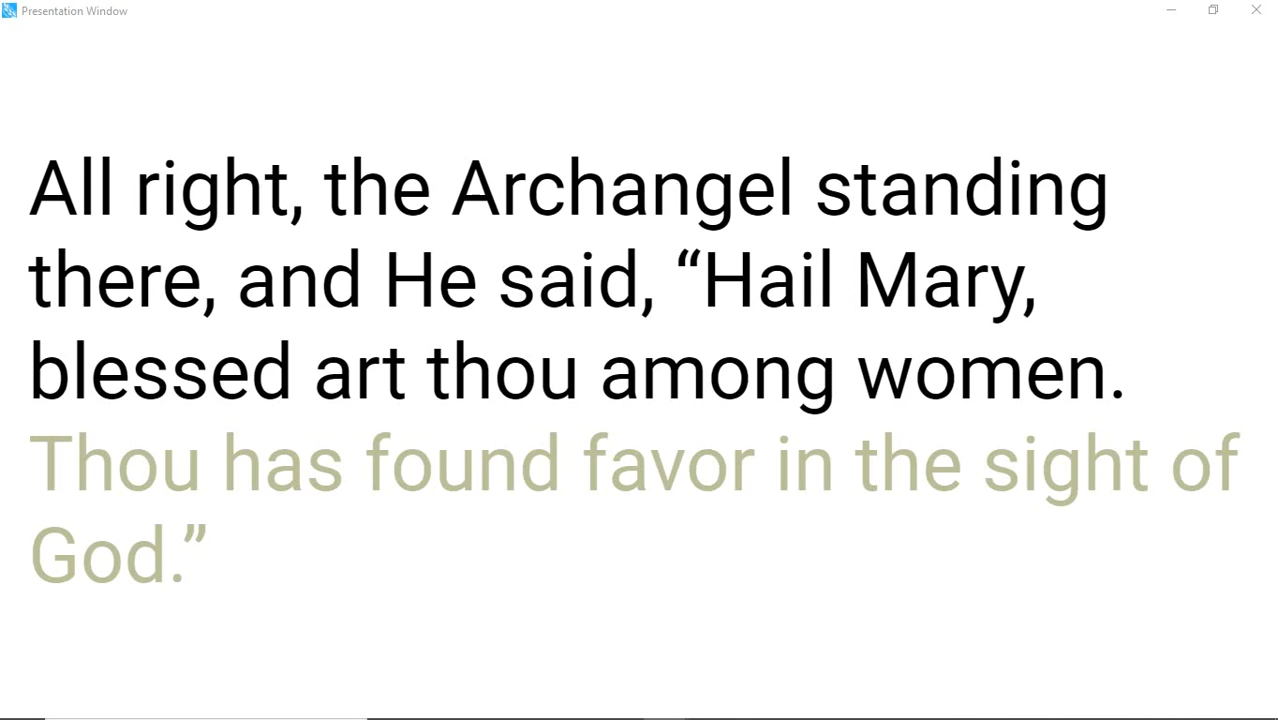 Presentation Window
All right, the Archangel standing
there, and He said, “Hail Mary,
blessed art thou among women.
Thou has found favor in the sight of
God.”